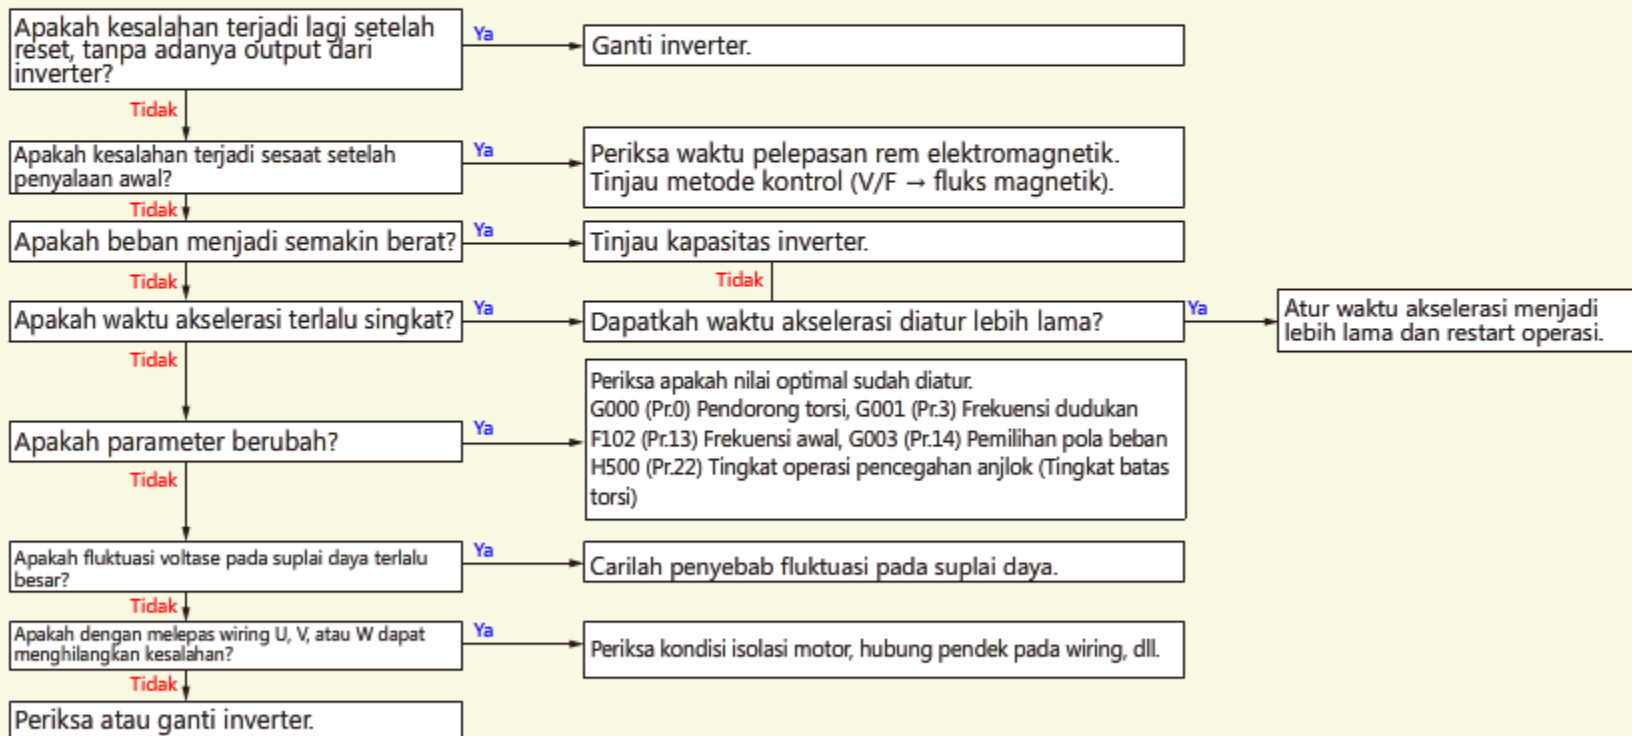 Apakah kesalahan terjadi lagi setelah
reset, tanpa adanya output dari
inverter?
Ya
Ganti inverter.
Tidak
Apakah kesalahan terjadi sesaat setelah
penyalaan awal?
Ya
Periksa waktu pelepasan rem elektromagnetik.
Tinjau metode kontrol (V/F → fluks magnetik).
Tidak
Apakah beban menjadi semakin berat?
Ya
Tinjau kapasitas inverter.
Tidak
Tidak
Apakah waktu akselerasi terlalu singkat?
Ya
Dapatkah waktu akselerasi diatur lebih lama?
Ya
Atur waktu akselerasi menjadi
lebih lama dan restart operasi.
Tidak
Apakah parameter berubah?
Ya
Periksa apakah nilai optimal sudah diatur.
G000 (Pr.0) Pendorong torsi, G001 (Pr.3) Frekuensi dudukan
F102 (Pr.13) Frekuensi awal, G003 (Pr.14) Pemilihan pola beban
H500 (Pr.22) Tingkat operasi pencegahan anjlok (Tingkat batas
torsi)
Tidak
Apakah fluktuasi voltase pada suplai daya terlalu
besar?
Ya
Carilah penyebab fluktuasi pada suplai daya.
Tidak
Apakah dengan melepas wiring U, V, atau W dapat
menghilangkan kesalahan?
Ya
Periksa kondisi isolasi motor, hubung pendek pada wiring, dll.
Tidak
Periksa atau ganti inverter.